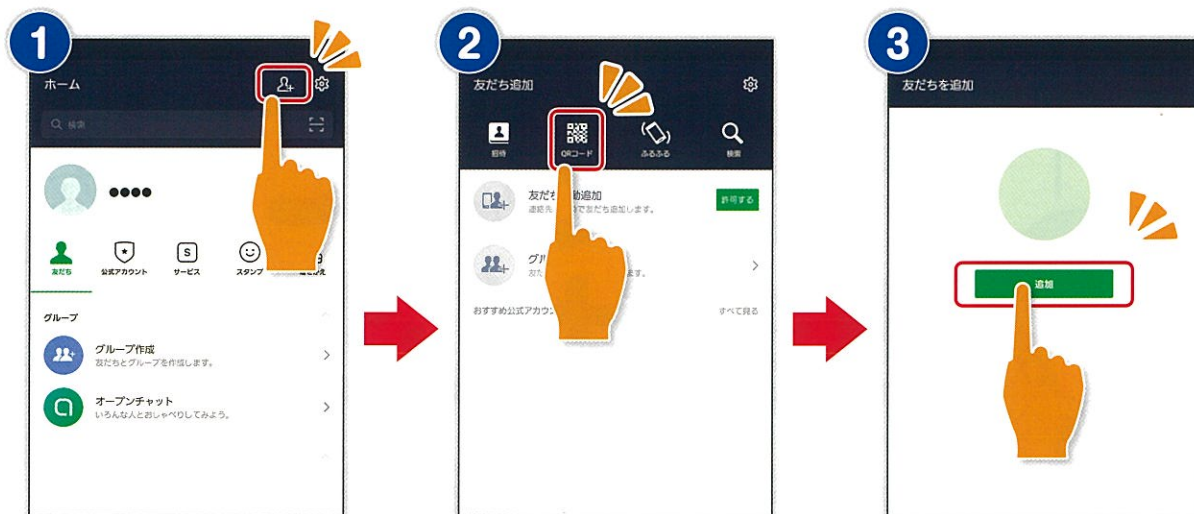 1
ホーム
検索
友だち
公式アカウント
サービス
スタンプ
グループ
グループ作成
友だちとグループを作成します。
オープンチャット
いろんな人とおしゃべりしてみよう。
2
友だち追加
招待
QRコード
ふるふる
検索
許可する
おすすめ公式アカウ
すべて見る
3
友だちを追加
追加